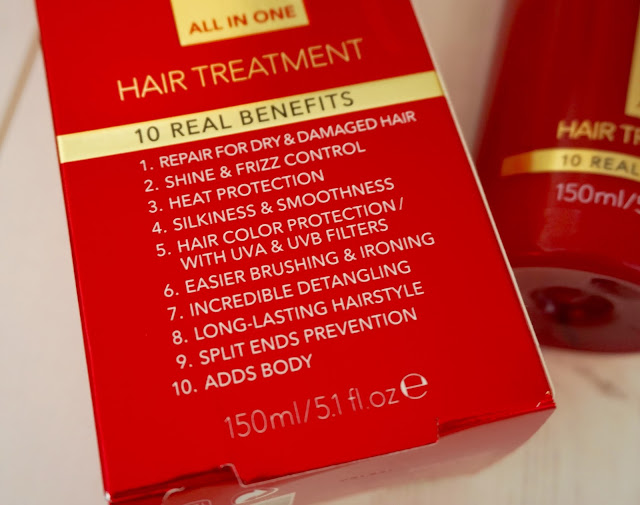 ALL IN ONE
HAIR TREATMENT
10 REAL BENEFITS
1. REPAIR FOR DRY & DAMAGED HAIR
2. SHINE & FRIZZ CONTROL
3. HEAT PROTECTION
4. SILKINESS & SMOOTHNESS
5. HAIR COLOR PROTECTION/
WITH UVA & UVB FILTERS
6. EASIER BRUSHING & IRONING
7. INCREDIBLE DETANGLING
8. LONG-LASTING HAIRSTYLE
9. SPLIT ENDS PREVENTION
10. ADDS BODY
150ml/5.1 fl.oz℮
HAIR TR
10 REAL
150ml/5